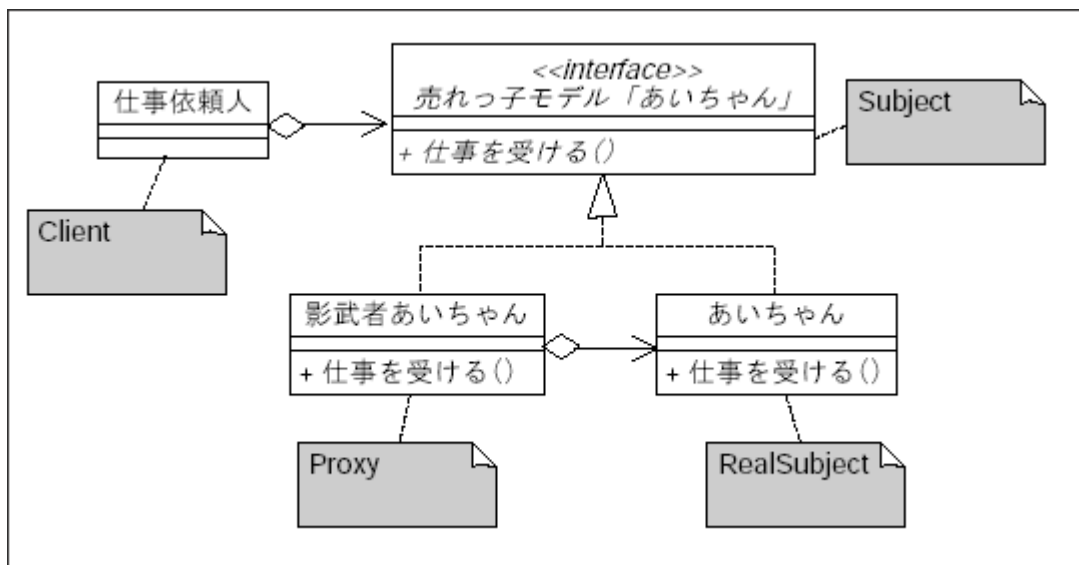 仕事依頼人
<<interface>>
売れっ子モデル「あいちゃん」
+ 仕事を受ける()
Subject
Client
影武者あいちゃん
+ 仕事を受ける()
あいちゃん
+ 仕事を受ける()
Proxy
RealSubject